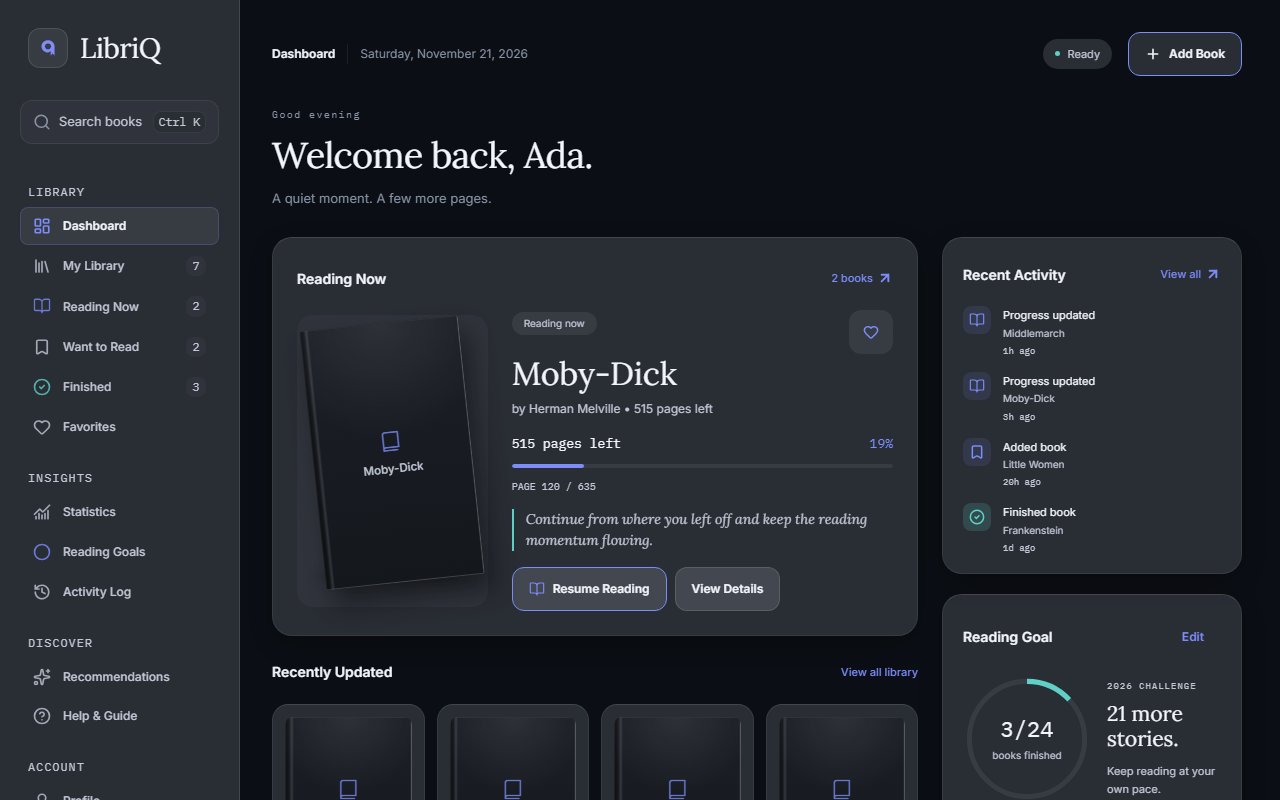 LibriQ
Search books Ctrl K
LIBRARY
Dashboard
My Library 7
Reading Now 2
Want to Read 2
Finished 3
Favorites
INSIGHTS
Statistics
Reading Goals
Activity Log
DISCOVER
Recommendations
Help & Guide
ACCOUNT
Profile
Dashboard Saturday, November 21, 2026
Ready
+ Add Book
Good evening
Welcome back, Ada.
A quiet moment. A few more pages.
Reading Now
2 books
Moby-Dick
Reading now
Moby-Dick
by Herman Melville • 515 pages left
515 pages left 19%
PAGE 120 / 635
Continue from where you left off and keep the reading
momentum flowing.
Resume Reading
View Details
Recently Updated
View all library
Recent Activity
View all
Progress updated
Middlemarch
1h ago
Progress updated
Moby-Dick
3h ago
Added book
Little Women
20h ago
Finished book
Frankenstein
1d ago
Reading Goal
Edit
3/24
books finished
2026 CHALLENGE
21 more
stories.
Keep reading at your
own pace.